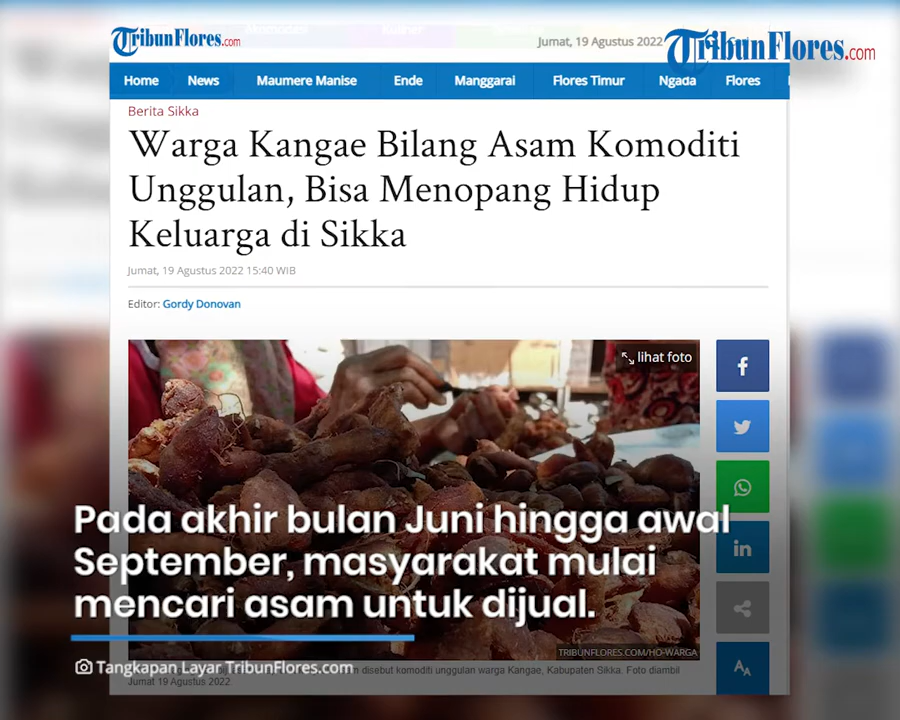 TribunFlores.com
Jumat, 19 Agustus 2022
TribunFlores.com
Home News Maumere Manise Ende Manggarai Flores Timur Ngada Flores
Berita Sikka
Warga Kangae Bilang Asam Komoditi
Unggulan, Bisa Menopang Hidup
Keluarga di Sikka
Jumat, 19 Agustus 2022 15:40 WIB
Editor: Gordy Donovan
lihat foto
Pada akhir bulan Juni hingga awal
September, masyarakat mulai
mencari asam untuk dijual.
TRIBUNFLORES.COM/HO-WARGA
Tangkapan Layar TribunFlores.com
disebut komoditi unggulan warga Kangae, Kabupaten Sikka. Foto diambil
Jumat 19 Agustus 2022